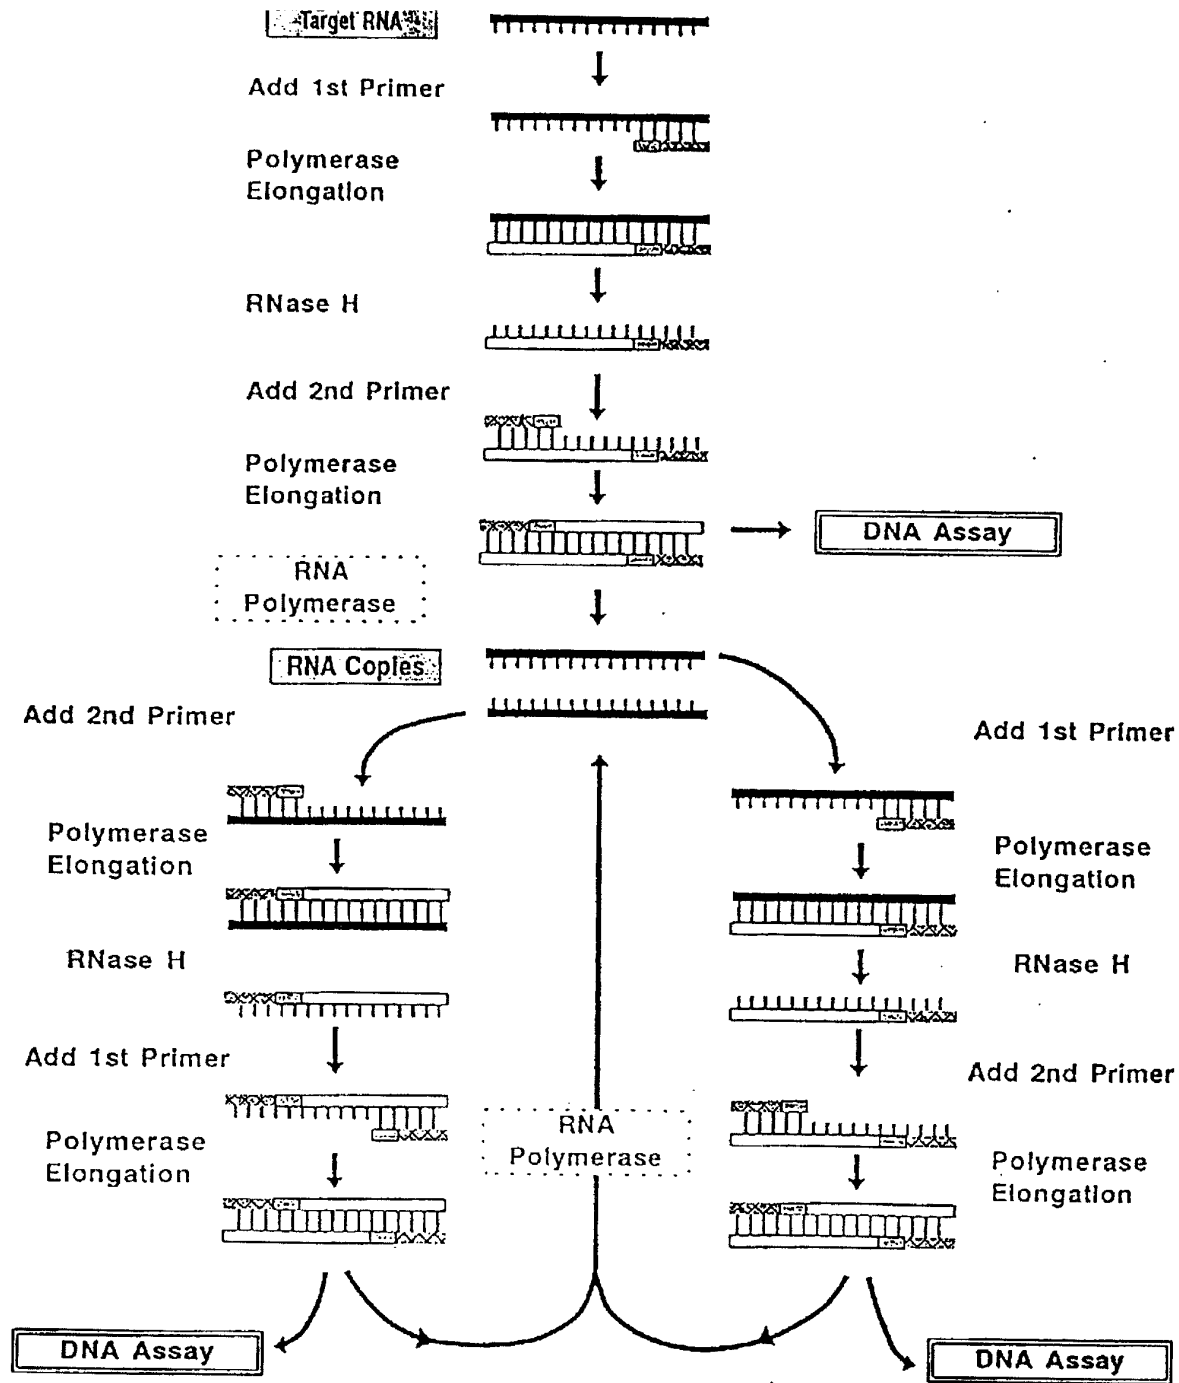 Target RNA
Add 1st Primer
Polymerase
Elongation
RNase H
Add 2nd Primer
Polymerase
Elongation
DNA Assay
RNA
Polymerase
RNA Copies
Add 2nd Primer
Add 1st Primer
Polymerase
Elongation
Polymerase
Elongation
RNase H
RNase H
Add 1st Primer
Add 2nd Primer
RNA
Polymerase
Polymerase
Elongation
Polymerase
Elongation
DNA Assay
DNA Assay